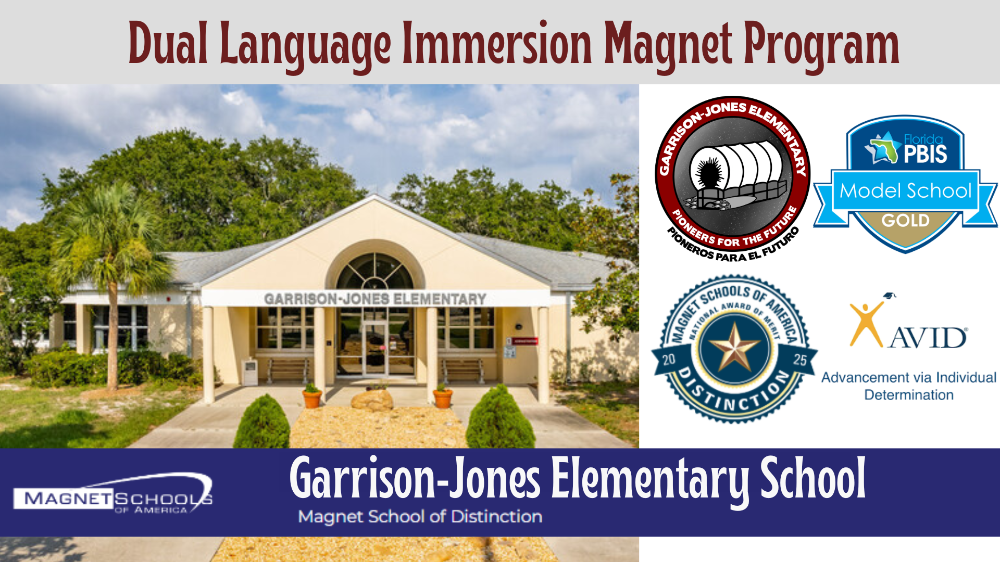 Dual Language Immersion Magnet Program
GARRISON-JONES ELEMENTARY
GARRISON-JONES ELEMENTARY
PIONEERS FOR THE FUTURE
PIONEROS PARA EL FUTURO
Florida
PBIS
Model School
GOLD
MAGNET SCHOOLS OF AMERICA
NATIONAL AWARD OF MERIT
20 25
DISTINCTION
AVID®
Advancement via Individual
Determination
MAGNET SCHOOLS
OF AMERICA
Garrison-Jones Elementary School
Magnet School of Distinction